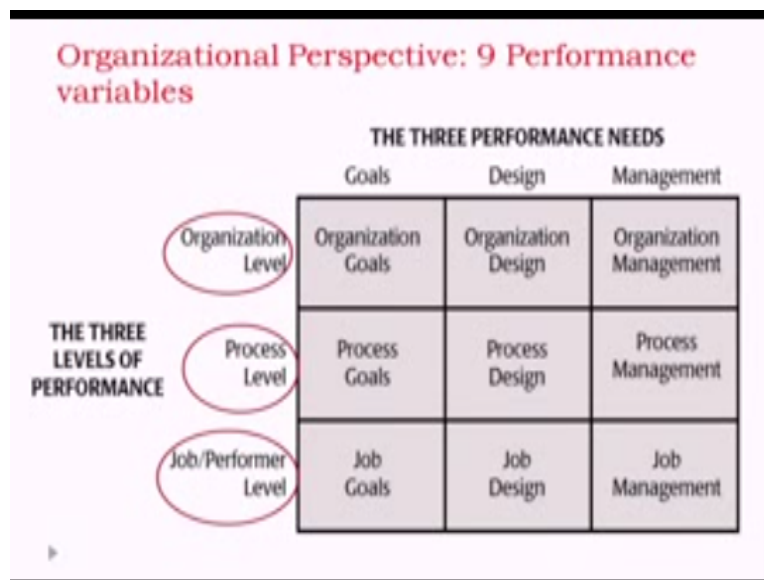 Organizational Perspective: 9 Performance
variables
THE THREE PERFORMANCE NEEDS
Goals Design Management
Organization
Level
Organization
Goals
Organization
Design
Organization
Management
THE THREE
LEVELS OF
PERFORMANCE
Process
Level
Process
Goals
Process
Design
Process
Management
Job/Performer
Level
Job
Goals
Job
Design
Job
Management